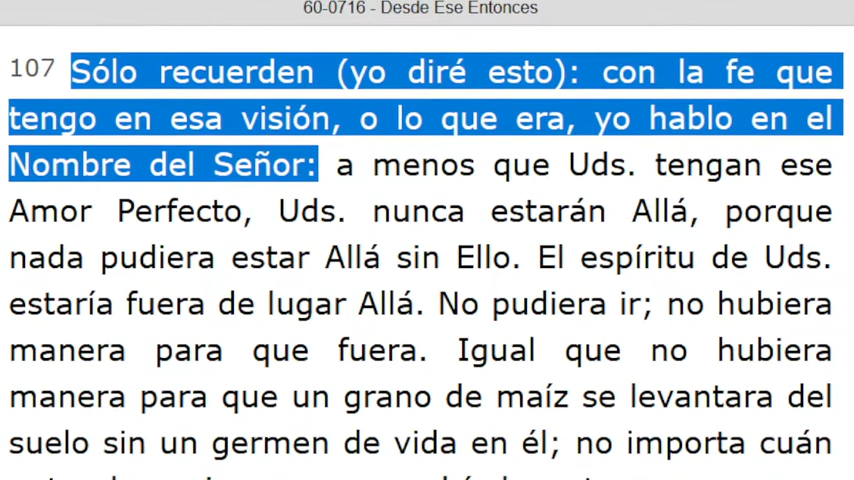 60-0716 - Desde Ese Entonces
107 Sólo recuerden (yo diré esto): con la fe que
tengo en esa visión, o lo que era, yo hablo en el
Nombre del Señor: a menos que Uds. tengan ese
Amor Perfecto, Uds. nunca estarán Allá, porque
nada pudiera estar Allá sin Ello. El espíritu de Uds.
estaría fuera de lugar Allá. No pudiera ir; no hubiera
manera para que fuera. Igual que no hubiera
manera para que un grano de maíz se levantara del
suelo sin un germen de vida en él; no importa cuán